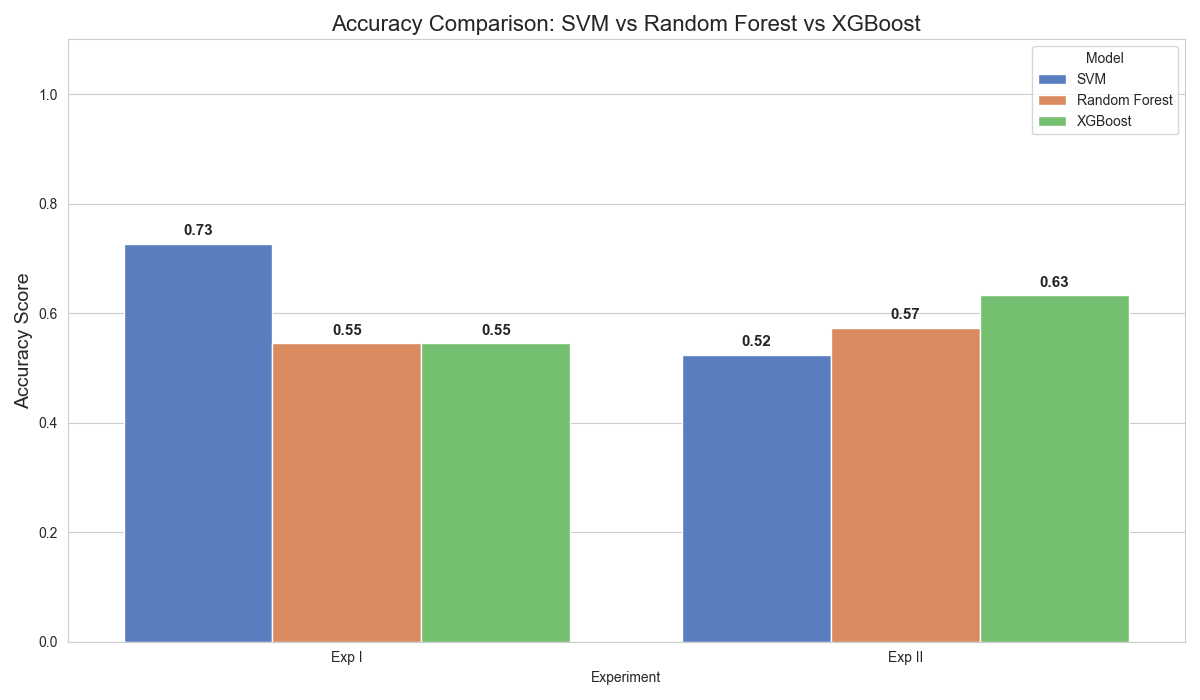 Accuracy Comparison: SVM vs Random Forest vs XGBoost
Model
SVM
Random Forest
XGBoost
Accuracy Score
1.0
0.8
0.6
0.4
0.2
0.0
0.73
0.55
0.55
0.52
0.57
0.63
Exp I
Exp II
Experiment